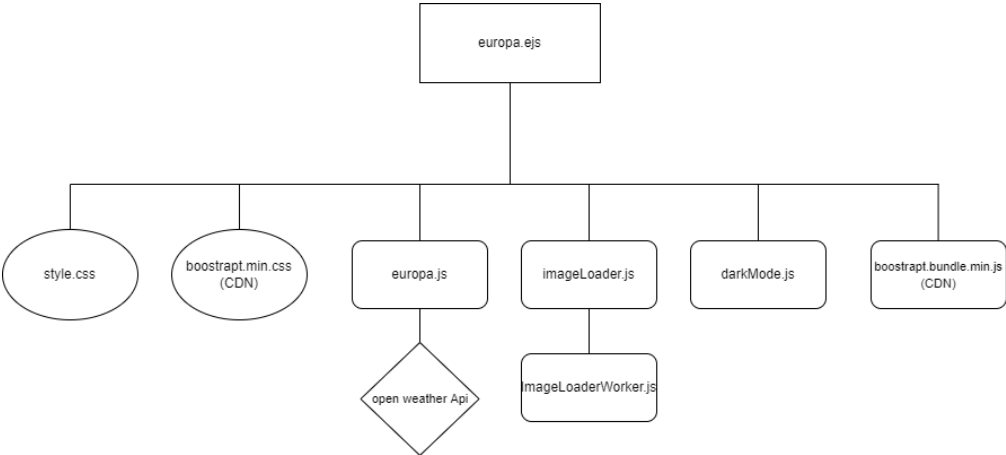 europa.ejs
style.css
boostrapt.min.css
(CDN)
europa.js
imageLoader.js
darkMode.js
boostrapt.bundle.min.js
(CDN)
open weather Api
ImageLoaderWorker.js